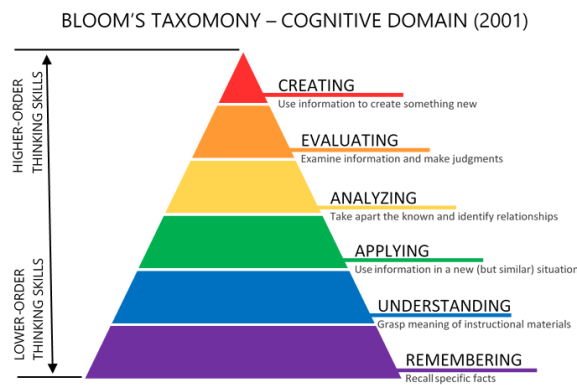 BLOOM'S TAXOMOMY – COGNITIVE DOMAIN (2001)
HIGHER-ORDER
THINKING SKILLS
CREATING
Use information to create something new
EVALUATING
Examine information and make judgments
ANALYZING
Take apart the known and identify relationships
APPLYING
Use information in a new (but similar) situation
UNDERSTANDING
Grasp meaning of instructional materials
REMEMBERING
Recall specific facts
LOWER-ORDER
THINKING SKILLS